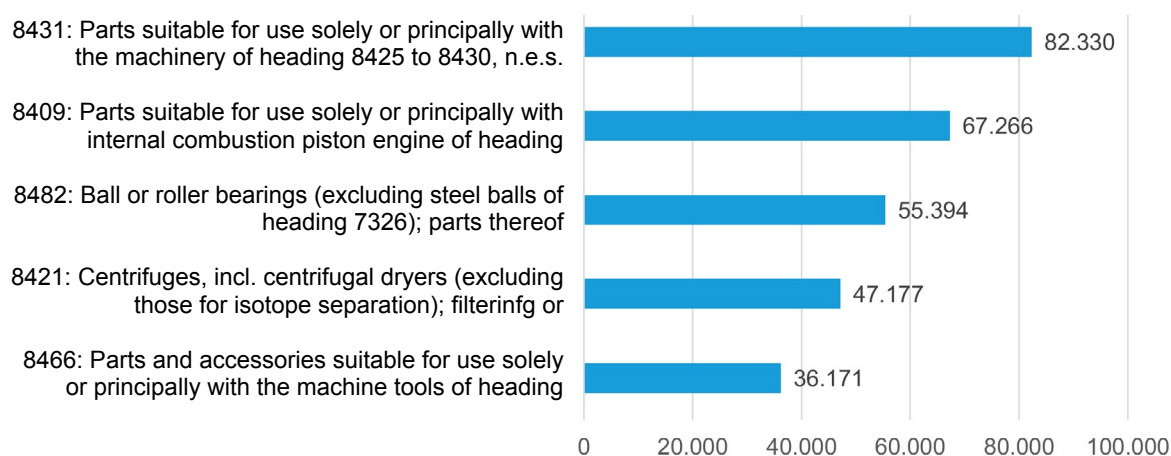 8431: Parts suitable for use solely or principally with
the machinery of heading 8425 to 8430, n.e.s.
82.330
8409: Parts suitable for use solely or principally with
internal combustion piston engine of heading
67.266
8482: Ball or roller bearings (excluding steel balls of
heading 7326); parts thereof
55.394
8421: Centrifuges, incl. centrifugal dryers (excluding
those for isotope separation); filterinfg or
47.177
8466: Parts and accessories suitable for use solely
or principally with the machine tools of heading
36.171
0 20.000 40.000 60.000 80.000 100.000